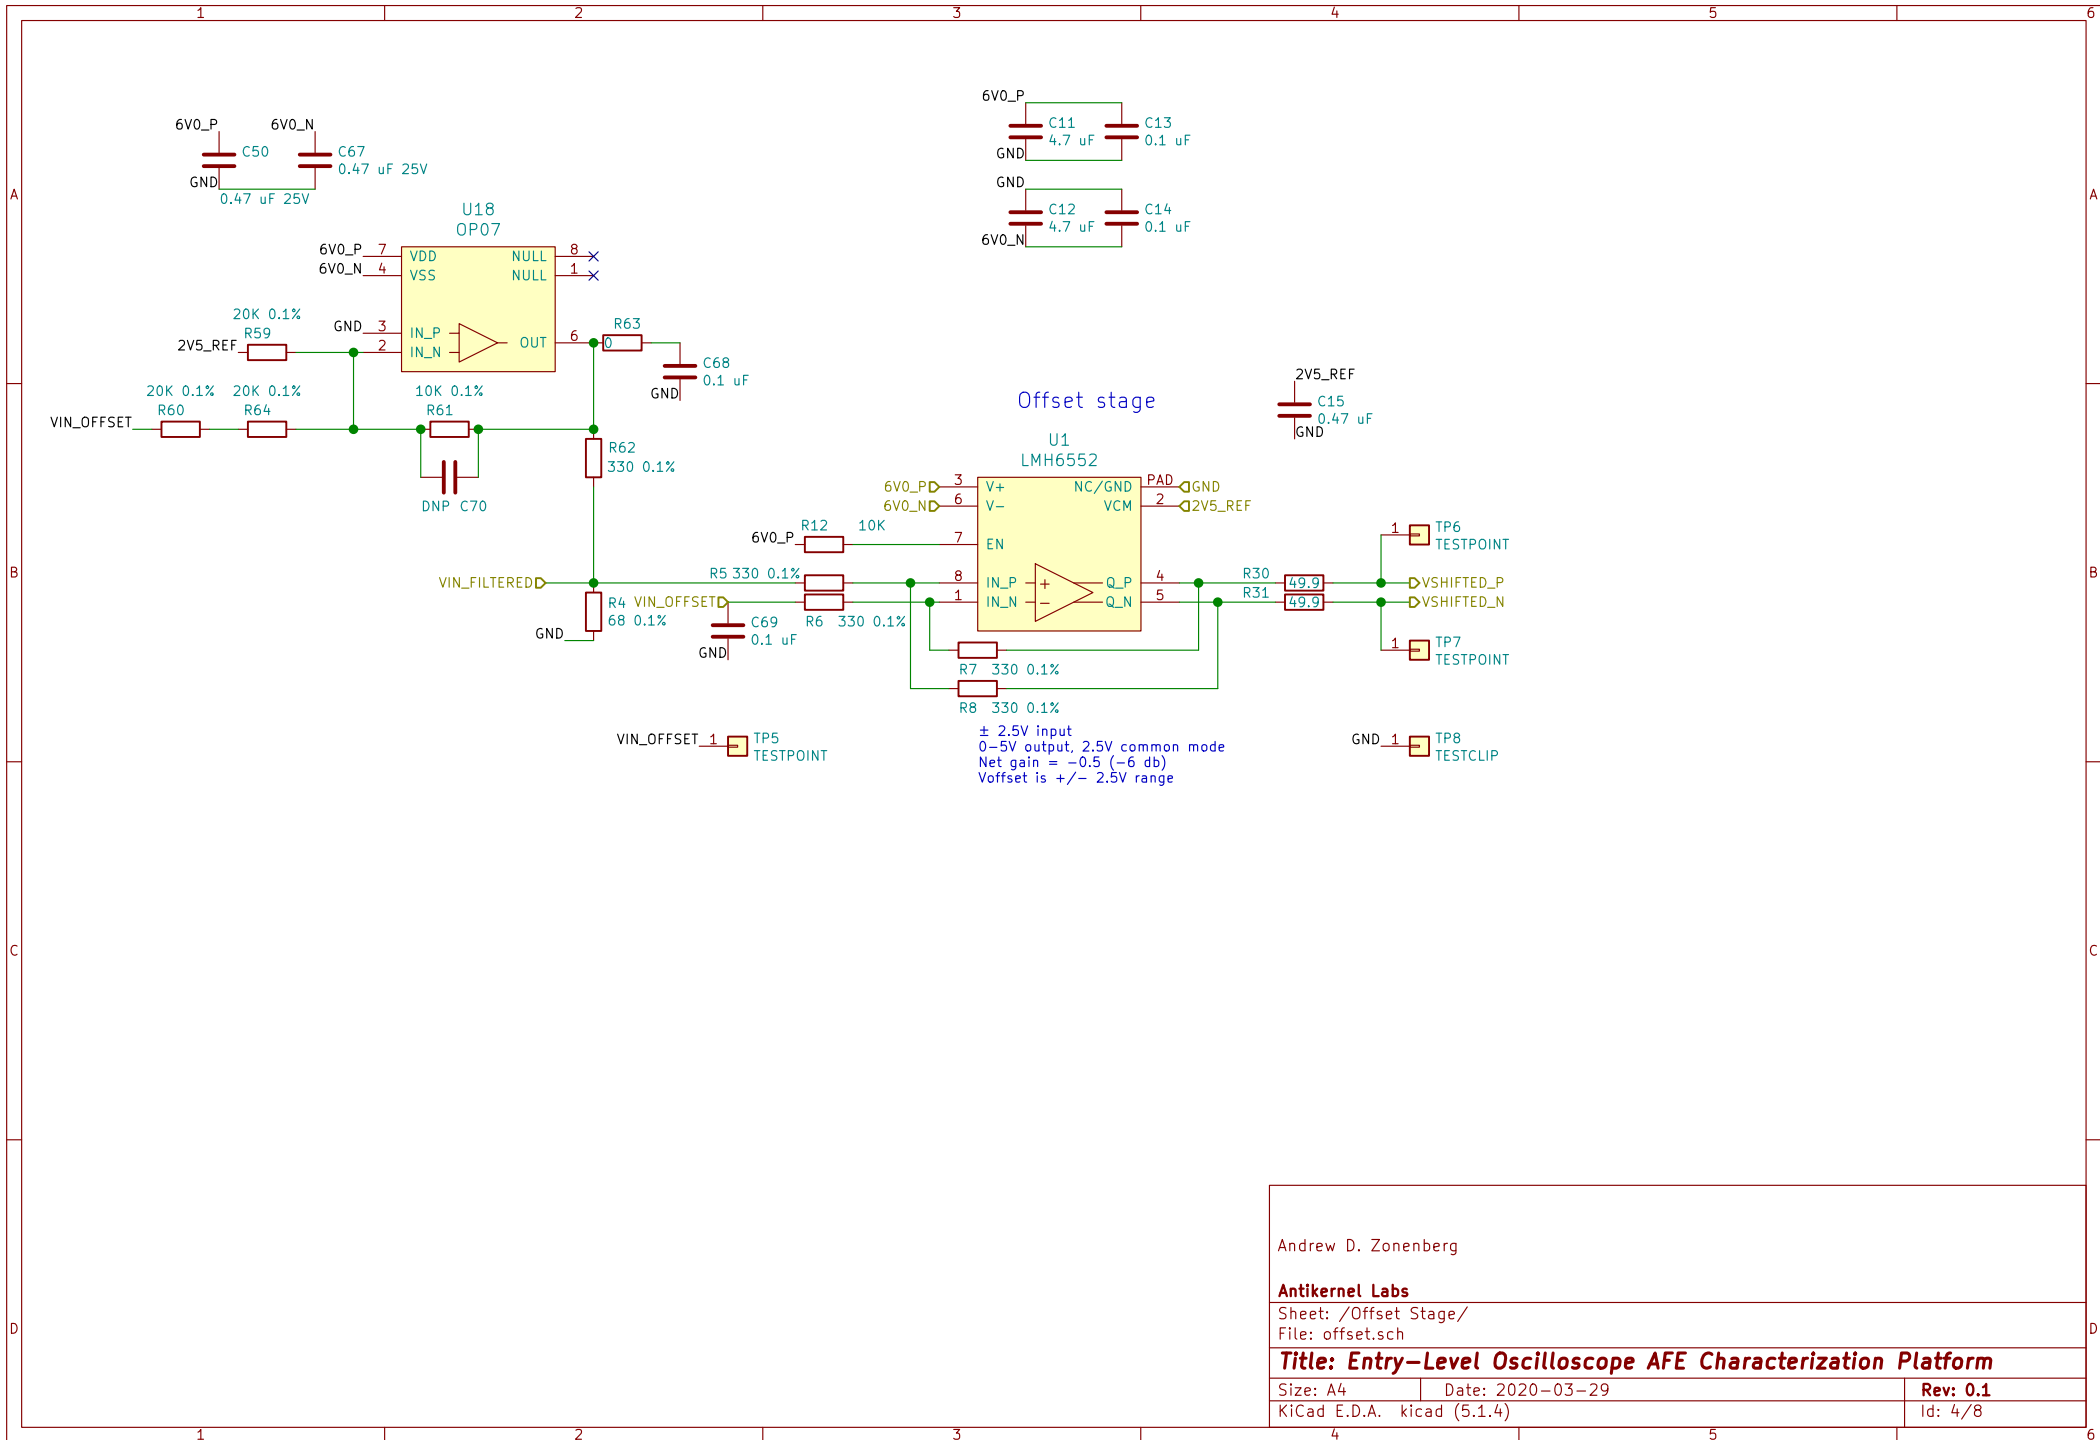 1 2 3 4 5 6
A
B
C
D
A
B
C
D
6V0_P
6V0_N
C50
C67
0.47 uF 25V
GND
0.47 uF 25V
U18
OP07
6V0_P 7 VDD NULL 8
6V0_N 4 VSS NULL 1
20K 0.1%
R59
GND 3 IN_P
2V5_REF
2 IN_N
OUT 6
R63
0
C68
0.1 uF
GND
20K 0.1%
R60
20K 0.1%
R64
10K 0.1%
R61
VIN_OFFSET
DNP C70
R62
330 0.1%
VIN_FILTERED
R4
68 0.1%
GND
6V0_P
C11
4.7 uF
C13
0.1 uF
GND
GND
C12
4.7 uF
C14
0.1 uF
6V0_N
Offset stage
2V5_REF
C15
0.47 uF
GND
U1
LMH6552
6V0_P 3 V+ NC/GND PAD GND
6V0_N 6 V- VCM 2 2V5_REF
R12 10K
6V0_P
7 EN
R5 330 0.1%
8 IN_P + Q_P 4
VIN_OFFSET
1 IN_N - Q_N 5
R6 330 0.1%
C69
0.1 uF
GND
R7 330 0.1%
R8 330 0.1%
R30
49.9
VSHIFTED_P
R31
49.9
VSHIFTED_N
1 TP6
TESTPOINT
1 TP7
TESTPOINT
VIN_OFFSET 1 TP5
TESTPOINT
± 2.5V input
0-5V output, 2.5V common mode
Net gain = -0.5 (-6 db)
Voffset is +/- 2.5V range
GND 1 TP8
TESTCLIP
Andrew D. Zonenberg
Antikernel Labs
Sheet: /Offset Stage/
File: offset.sch
Title: Entry-Level Oscilloscope AFE Characterization Platform
Size: A4 Date: 2020-03-29 Rev: 0.1
KiCad E.D.A. kicad (5.1.4) Id: 4/8
1 2 3 4 5 6